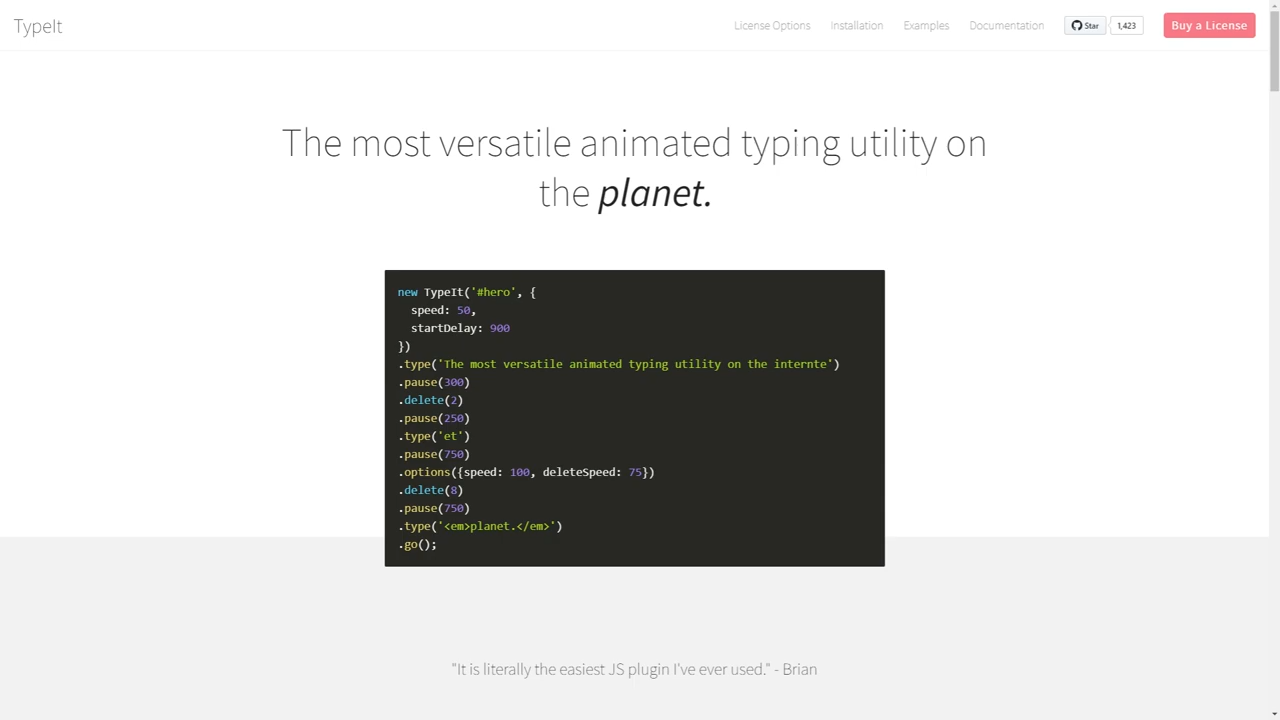 TypeIt
License Options
Installation
Examples
Documentation
Star
1,423
Buy a License
The most versatile animated typing utility on
the planet.
new TypeIt('#hero', {
  speed: 50,
  startDelay: 900
})
.type('The most versatile animated typing utility on the internte')
.pause(300)
.delete(2)
.pause(250)
.type('et')
.pause(750)
.options({speed: 100, deleteSpeed: 75})
.delete(8)
.pause(750)
.type('<em>planet.</em>')
.go();
"It is literally the easiest JS plugin I've ever used." - Brian